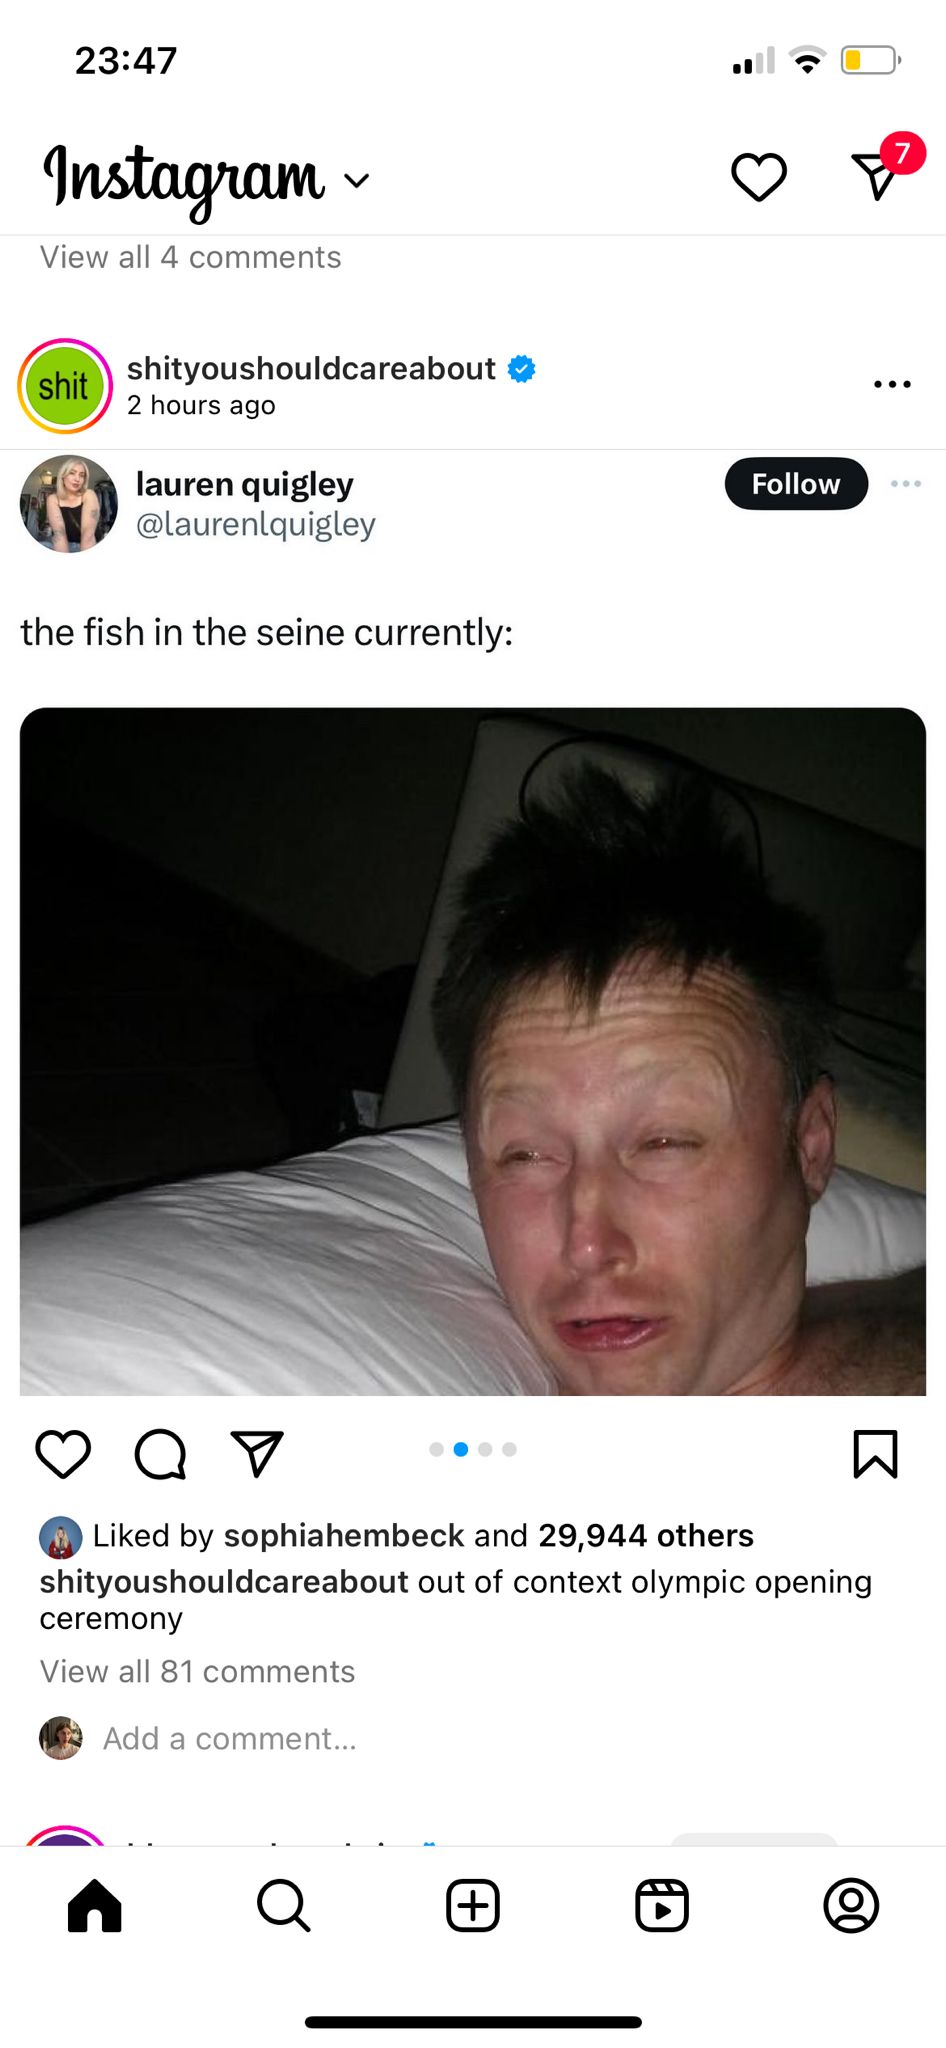 23:47
Instagram
7
View all 4 comments
shit
shityoushouldcareabout
2 hours ago
lauren quigley
@laurenlquigley
Follow
the fish in the seine currently:
Liked by sophiahembeck and 29,944 others
shityoushouldcareabout out of context olympic opening
ceremony
View all 81 comments
Add a comment...